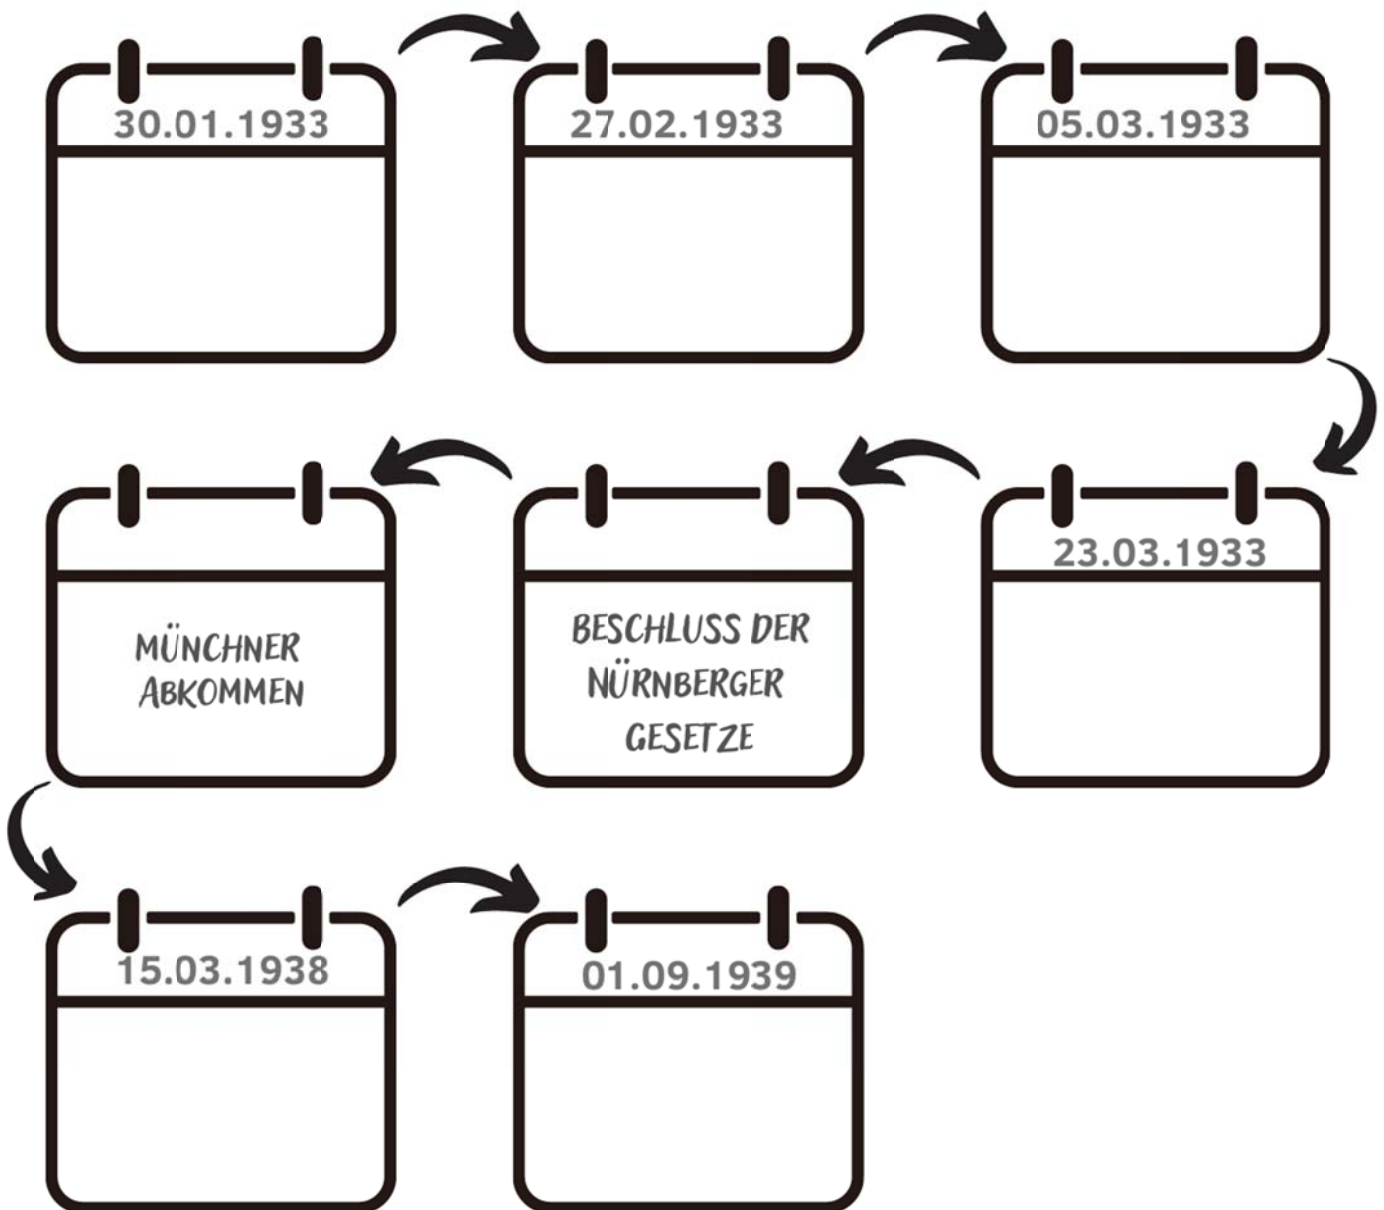 30.01.1933
27.02.1933
05.03.1933
23.03.1933
BESCHLUSS DER
NÜRNBERGER
GESETZE
MÜNCHNER
ABKOMMEN
15.03.1938
01.09.1939